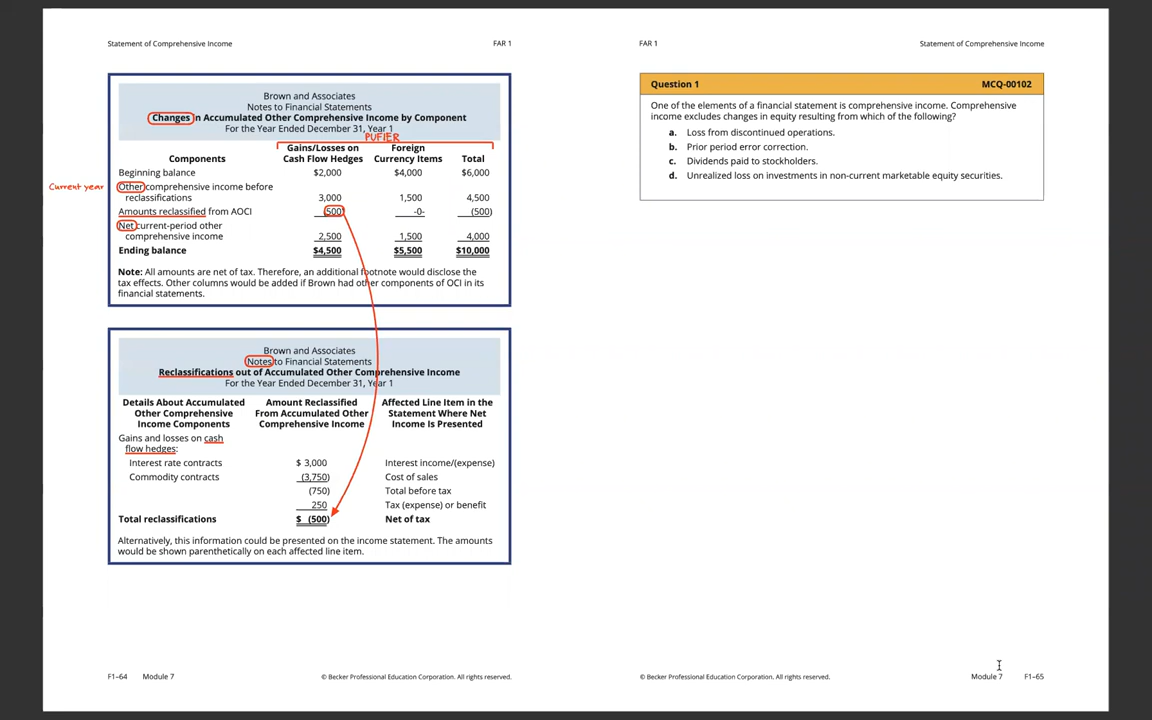 Statement of Comprehensive Income FAR 1
Brown and Associates
Notes to Financial Statements
Changes in Accumulated Other Comprehensive Income by Component
For the Year Ended December 31, Year 1
PUFIER
Gains/Losses on Foreign
Components Cash Flow Hedges Currency Items Total
Beginning balance $2,000 $4,000 $6,000
Current year Other comprehensive income before
reclassifications 3,000 1,500 4,500
Amounts reclassified from AOCI (500) -0- (500)
Net current-period other
comprehensive income 2,500 1,500 4,000
Ending balance $4,500 $5,500 $10,000
Note: All amounts are net of tax. Therefore, an additional footnote would disclose the
tax effects. Other columns would be added if Brown had other components of OCI in its
financial statements.
Brown and Associates
Notes to Financial Statements
Reclassifications out of Accumulated Other Comprehensive Income
For the Year Ended December 31, Year 1
Details About Accumulated Amount Reclassified Affected Line Item in the
Other Comprehensive From Accumulated Other Statement Where Net
Income Components Comprehensive Income Income Is Presented
Gains and losses on cash
flow hedges:
Interest rate contracts $ 3,000 Interest income/(expense)
Commodity contracts (3,750) Cost of sales
(750) Total before tax
250 Tax (expense) or benefit
Total reclassifications $ (500) Net of tax
Alternatively, this information could be presented on the income statement. The amounts
would be shown parenthetically on each affected line item.
F1–64 Module 7 © Becker Professional Education Corporation. All rights reserved.
FAR 1 Statement of Comprehensive Income
Question 1 MCQ-00102
One of the elements of a financial statement is comprehensive income. Comprehensive
income excludes changes in equity resulting from which of the following?
a. Loss from discontinued operations.
b. Prior period error correction.
c. Dividends paid to stockholders.
d. Unrealized loss on investments in non-current marketable equity securities.
© Becker Professional Education Corporation. All rights reserved. Module 7 F1–65